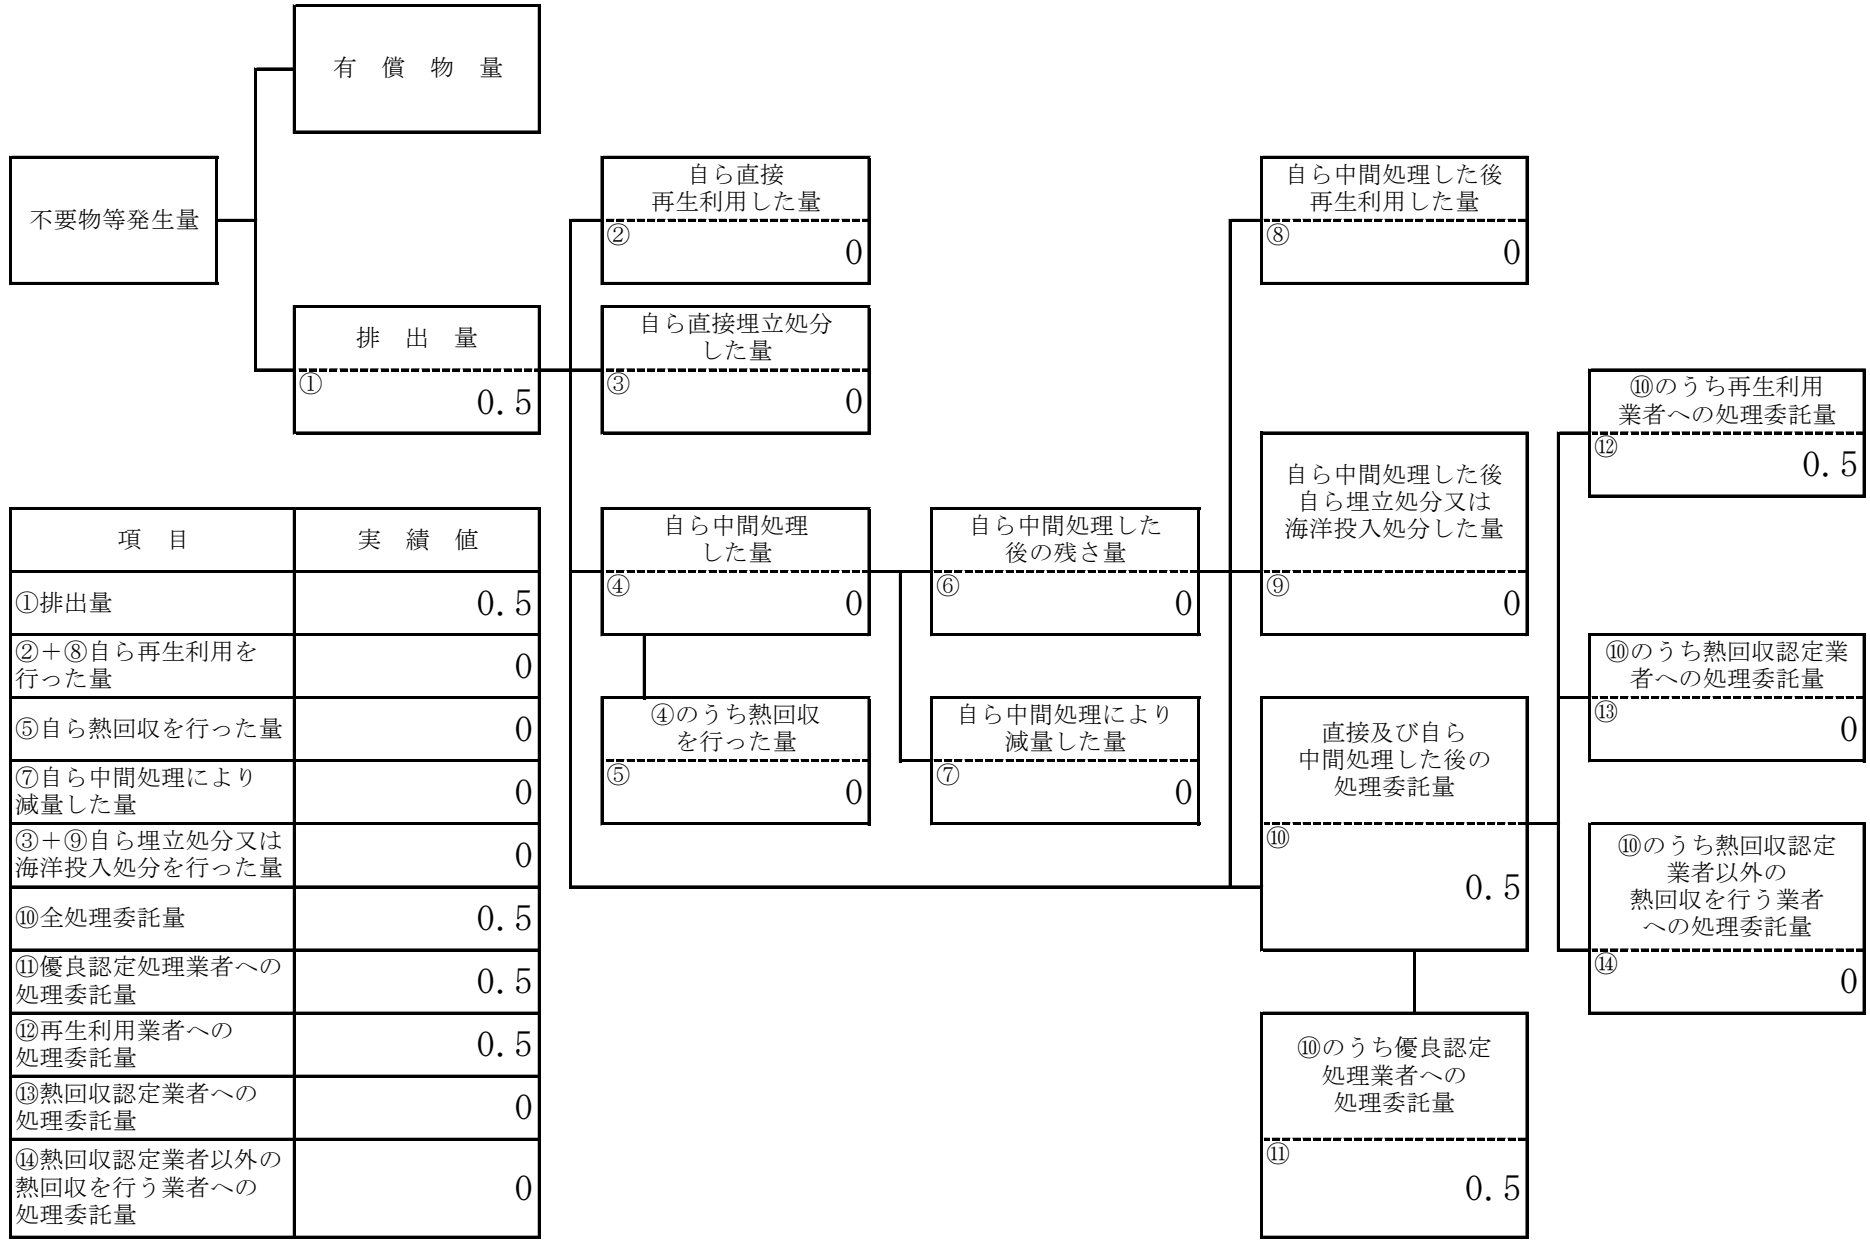 有 償 物 量
不要物等発生量
排 出 量
①
0.5
自ら直接
再生利用した量
②
0
自ら直接埋立処分
した量
③
0
自ら中間処理
した量
④
0
④のうち熱回収
を行った量
⑤
0
自ら中間処理した
後の残さ量
⑥
0
自ら中間処理により
減量した量
⑦
0
自ら中間処理した後
再生利用した量
⑧
0
自ら中間処理した後
自ら埋立処分又は
海洋投入処分した量
⑨
0
直接及び自ら
中間処理した後の
処理委託量
⑩
0.5
⑩のうち優良認定
処理業者への
処理委託量
⑪
0.5
⑩のうち再生利用
業者への処理委託量
⑫
0.5
⑩のうち熱回収認定業
者への処理委託量
⑬
0
⑩のうち熱回収認定
業者以外の
熱回収を行う業者
への処理委託量
⑭
0
項 目 実 績 値
①排出量 0.5
②＋⑧自ら再生利用を
行った量 0
⑤自ら熱回収を行った量 0
⑦自ら中間処理により
減量した量 0
③＋⑨自ら埋立処分又は
海洋投入処分を行った量 0
⑩全処理委託量 0.5
⑪優良認定処理業者への
処理委託量 0.5
⑫再生利用業者への
処理委託量 0.5
⑬熱回収認定業者への
処理委託量 0
⑭熱回収認定業者以外の
熱回収を行う業者への 0
処理委託量